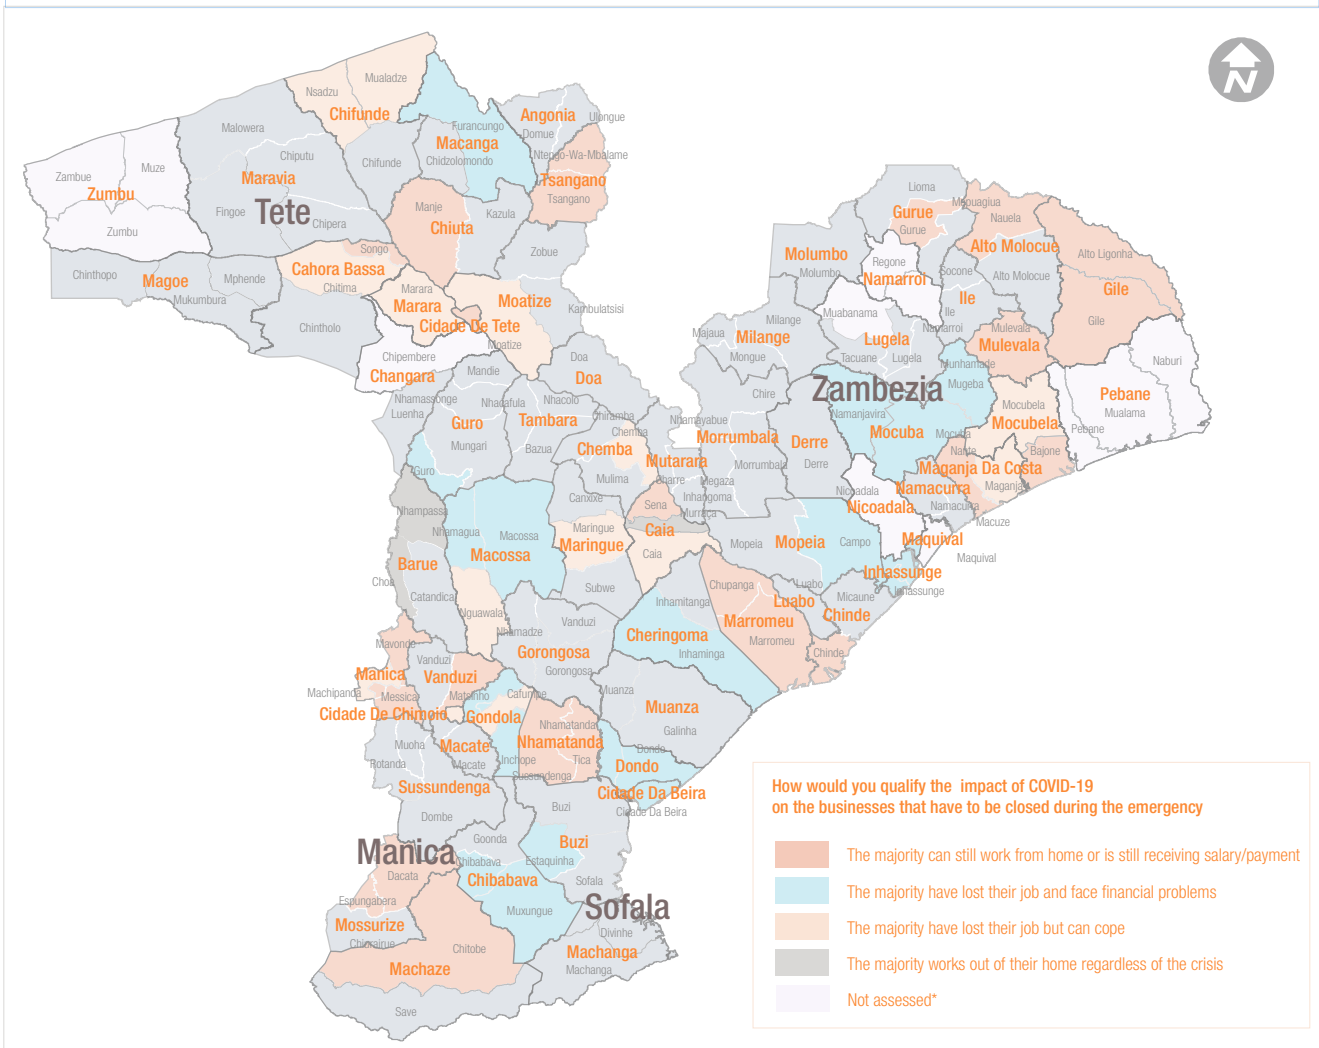 N
Mualadze
Nsadzu
Chifunde
Malowera
Furancungo
Angonia
Ulongue
Domue
Macanga
Chiputu
Chifunde
Chidzolomondo
Ntengo-Wa-Mbalame
Zambue
Muze
Zumbu
Maravia
Tsangano
Tsangano
Fingoe
Tete
Manje
Kazula
Chipera
Chiuta
Zumbu
Songo
Zobue
Chinthopo
Magoe
Mphende
Cahora Bassa
Chitima
Marara
Mukumbura
Marara
Moatize
Kambulatsisi
Chintholo
Cidade De Tete
Moatize
Chipembere
Changara
Doa
Doa
Mandie
Lioma
Gurue
Gurue
Nauela
Molumbo
Molumbo
Regone
Namarroi
Socone
Alto Molocue
Alto Molocue
Alto Ligonha
Gile
Gile
Ile
Ile
Muabanama
Milange
Majaua
Milange
Mongue
Lugela
Tacuane
Lugela
Namarroi
Mulevala
Mulevala
Munhamade
Naburi
Pebane
Mualama
Pebane
Nhamassonge
Luenha
Guro
Nhadafula
Nhacolo
Tambara
Mungari
Bazua
Chiramba
Chemba
Chemba
Mulima
Nhamayabue
Mutarara
Charre
Chire
Morrumbala
Morrumbala
Megaza
Derre
Derre
Zambezia
Namanjavira
Mugeba
Mocuba
Mocuba
Mocubela
Mocubela
Bajone
Nante
Maganja Da Costa
Maganja
Guro
Nhampassa
Canxixe
Inhangoma
Murraça
Sena
Nicoadala
Nicoadala
Namacurra
Namacurra
Macuze
Nhamagua
Macossa
Macossa
Maringue
Maringue
Caia
Caia
Mopeia
Mopeia
Campo
Maquival
Maquival
Barue
Choa
Catandica
Subwe
Inhassunge
Inhassunge
Nguawala
Chupanga
Luabo
Luabo
Micaune
Chinde
Chinde
Inhamitanga
Marromeu
Marromeu
Vanduzi
Nhamadze
Cheringoma
Inhaminga
Mavonde
Vanduzi
Gorongosa
Gorongosa
Manica
Vanduzi
Machipanda
Messica
Matsinho
Cafumpe
Muanza
Muanza
Galinha
Cidade De Chimoio
Gondola
Nhamatanda
Nhamatanda
Tica
Muoha
Macate
Macate
Inchope
Dondo
Dondo
Rotanda
Sussundenga
Sussundenga
Cidade Da Beira
Cidade Da Beira
Dombe
Buzi
Buzi
Goonda
Manica
Chibabava
Estaquinha
Dacata
Chibabava
Sofala
Espungabera
Muxungue
Sofala
Mossurize
Chiorairue
Divinhe
Chitobe
Machanga
Machanga
Machaze
Save
How would you qualify the impact of COVID-19
on the businesses that have to be closed during the emergency
The majority can still work from home or is still receiving salary/payment
The majority have lost their job and face financial problems
The majority have lost their job but can cope
The majority works out of their home regardless of the crisis
Not assessed*